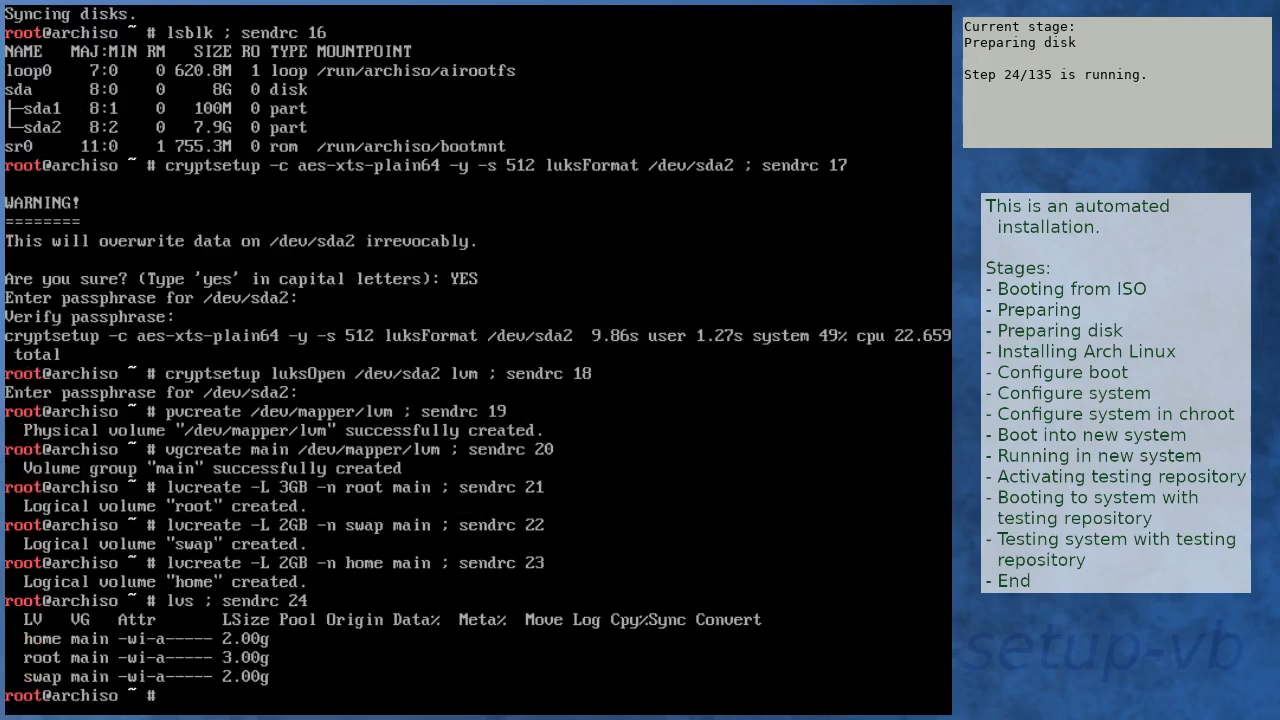 Syncing disks.
root@archiso ~ # lsblk ; sendrc 16
NAME   MAJ:MIN RM   SIZE RO TYPE MOUNTPOINT
loop0    7:0    0 620.8M  1 loop /run/archiso/airootfs
sda      8:0    0     8G  0 disk
├─sda1   8:1    0   100M  0 part
└─sda2   8:2    0   7.9G  0 part
sr0     11:0    1 755.3M  0 rom  /run/archiso/bootmnt
root@archiso ~ # cryptsetup -c aes-xts-plain64 -y -s 512 luksFormat /dev/sda2 ; sendrc 17

WARNING!
========
This will overwrite data on /dev/sda2 irrevocably.

Are you sure? (Type 'yes' in capital letters): YES
Enter passphrase for /dev/sda2:
Verify passphrase:
cryptsetup -c aes-xts-plain64 -y -s 512 luksFormat /dev/sda2  9.86s user 1.27s system 49% cpu 22.659
 total
root@archiso ~ # cryptsetup luksOpen /dev/sda2 lvm ; sendrc 18
Enter passphrase for /dev/sda2:
root@archiso ~ # pvcreate /dev/mapper/lvm ; sendrc 19
  Physical volume "/dev/mapper/lvm" successfully created.
root@archiso ~ # vgcreate main /dev/mapper/lvm ; sendrc 20
  Volume group "main" successfully created
root@archiso ~ # lvcreate -L 3GB -n root main ; sendrc 21
  Logical volume "root" created.
root@archiso ~ # lvcreate -L 2GB -n swap main ; sendrc 22
  Logical volume "swap" created.
root@archiso ~ # lvcreate -L 2GB -n home main ; sendrc 23
  Logical volume "home" created.
root@archiso ~ # lvs ; sendrc 24
  LV   VG   Attr       LSize Pool Origin Data%  Meta%  Move Log Cpy%Sync Convert
  home main -wi-a----- 2.00g
  root main -wi-a----- 3.00g
  swap main -wi-a----- 2.00g
root@archiso ~ #
Current stage:
Preparing disk

Step 24/135 is running.
This is an automated
installation.

Stages:
- Booting from ISO
- Preparing
- Preparing disk
- Installing Arch Linux
- Configure boot
- Configure system
- Configure system in chroot
- Boot into new system
- Running in new system
- Activating testing repository
- Booting to system with
testing repository
- Testing system with testing
repository
- End
-setup-vb